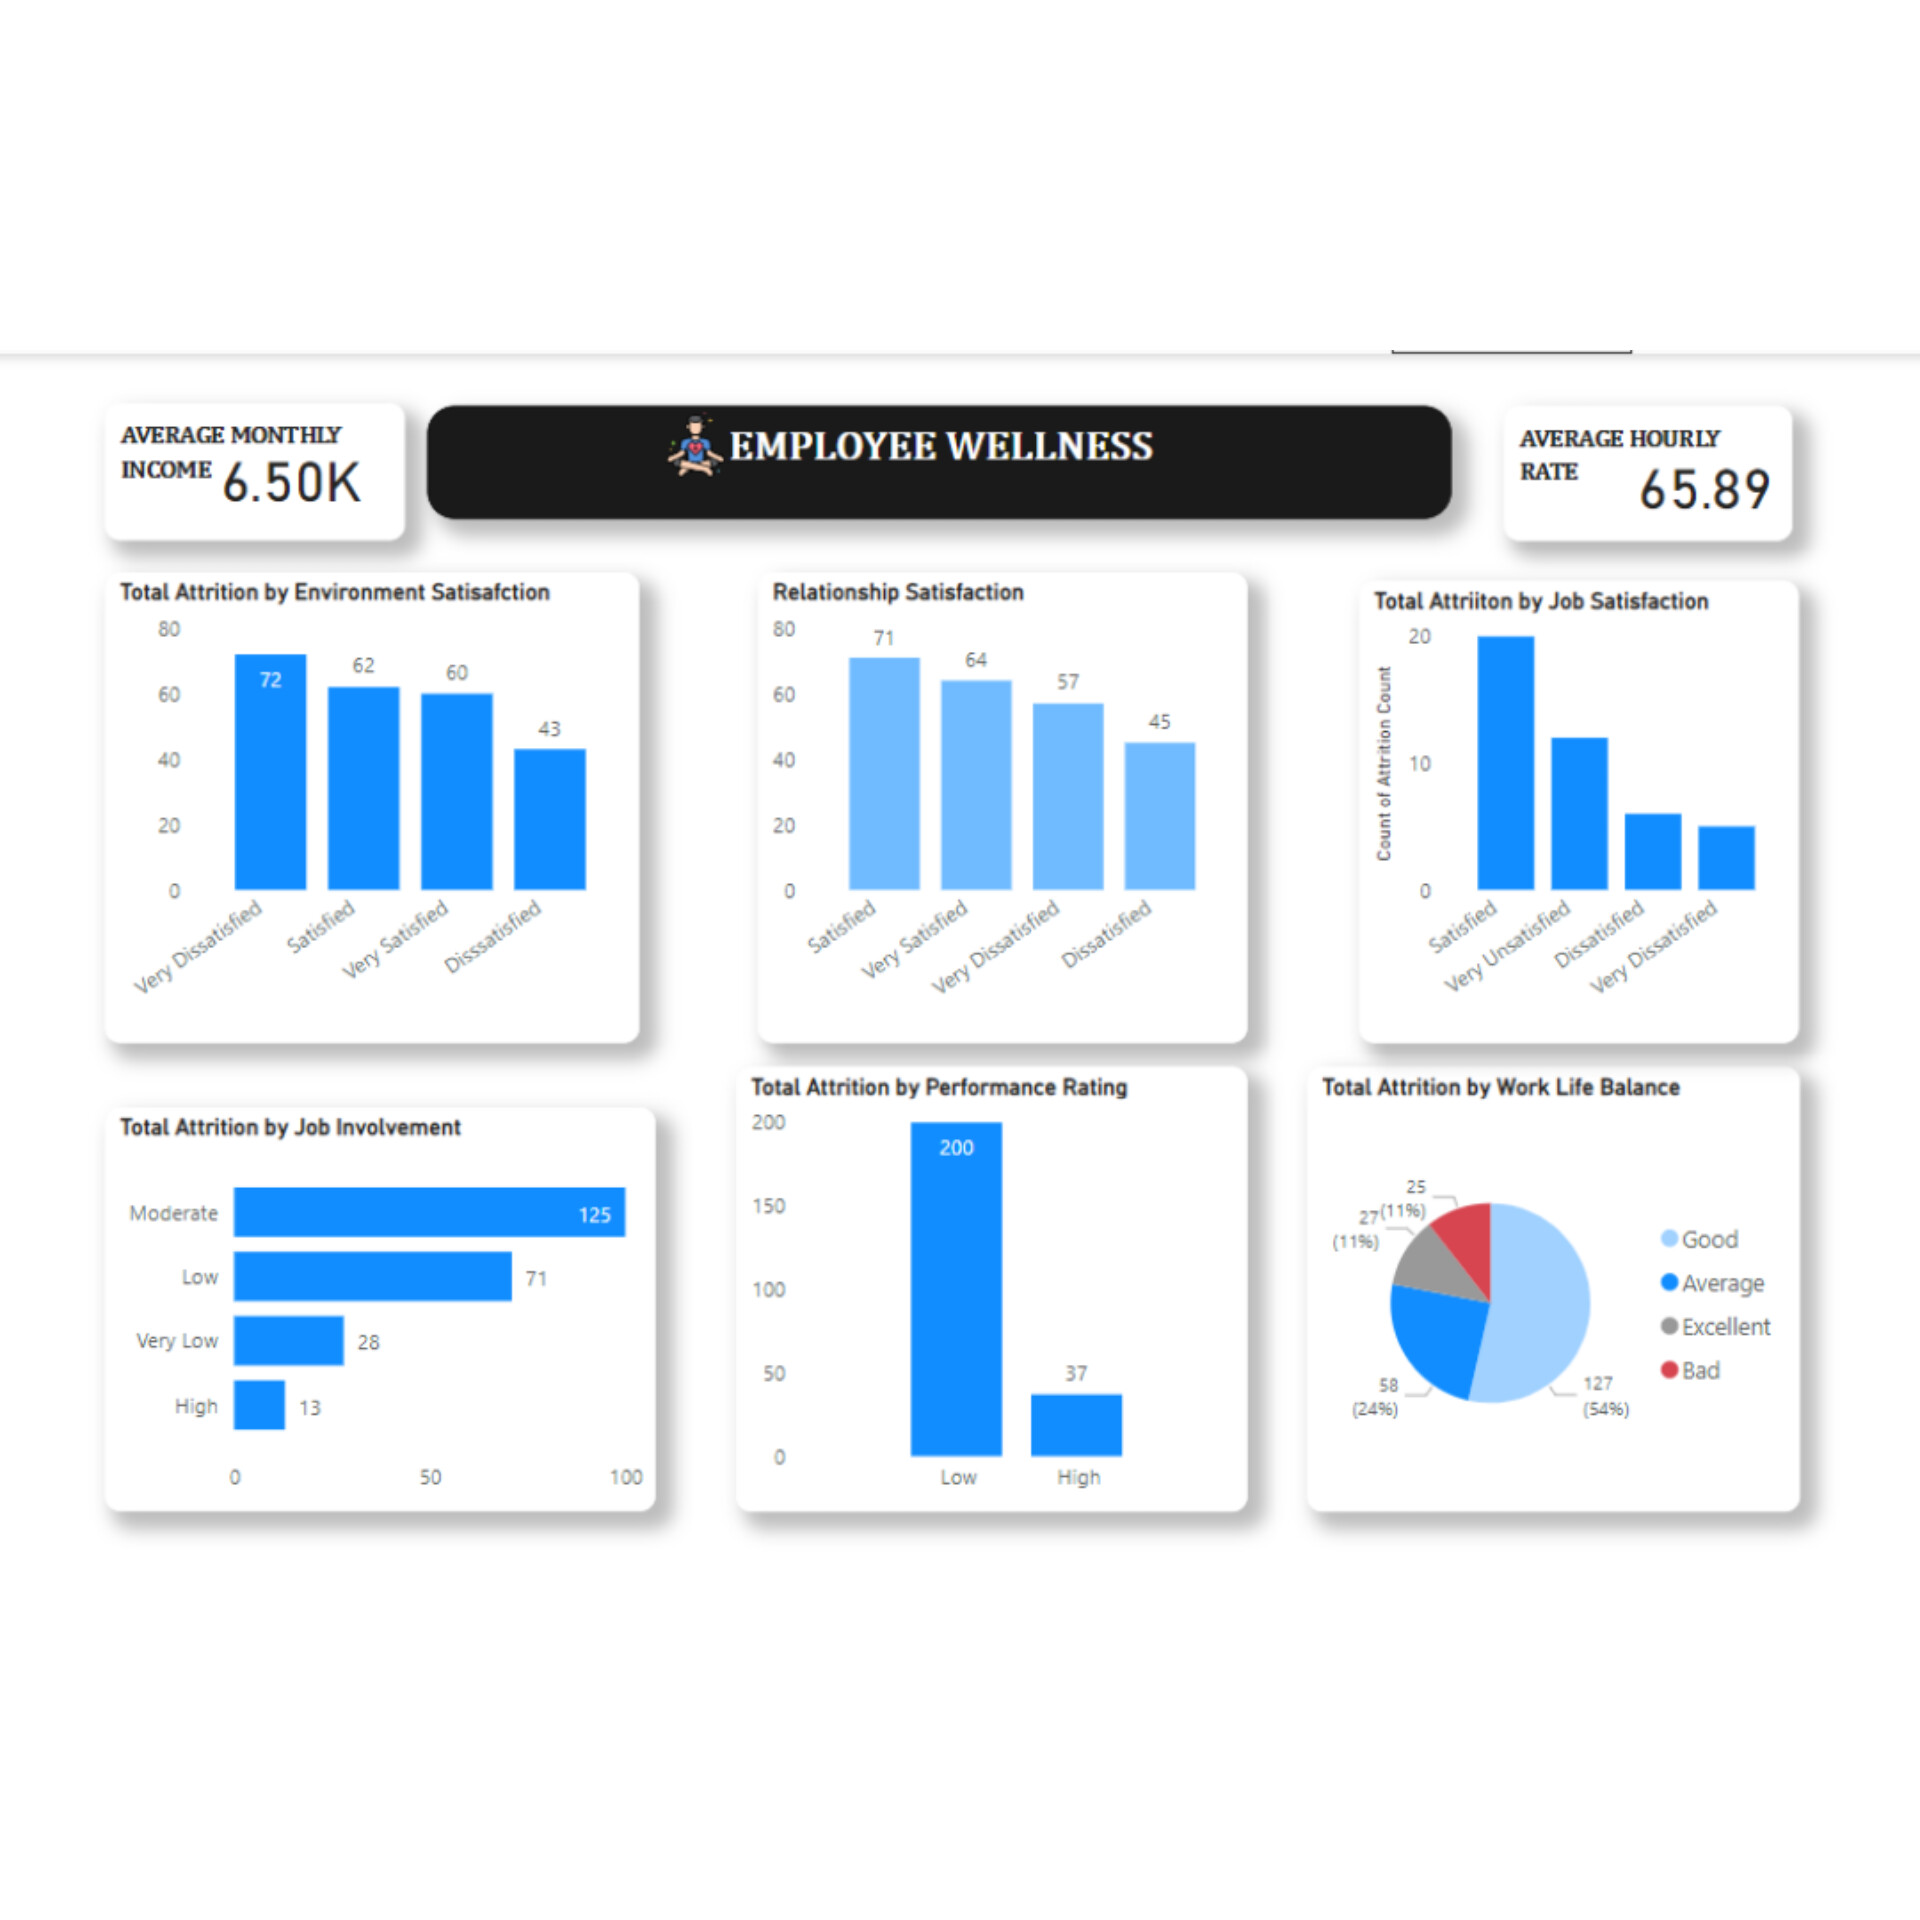 AVERAGE MONTHLY
INCOME 6.50K
EMPLOYEE WELLNESS
AVERAGE HOURLY
RATE 65.89
Total Attrition by Environment Satisafction
80
60
40
20
0
72
62
60
43
Very Dissatisfied
Satisfied
Very Satisfied
Disssatisfied
Relationship Satisfaction
80
60
40
20
0
71
64
57
45
Satisfied
Very Satisfied
Very Dissatisfied
Dissatisfied
Total Attriiton by Job Satisfaction
Count of Attrition Count
20
10
0
Satisfied
Very Unsatisfied
Dissatisfied
Very Dissatisfied
Total Attrition by Job Involvement
Moderate 125
Low 71
Very Low 28
High 13
0 50 100
Total Attrition by Performance Rating
200
150
100
50
0
200
37
Low High
Total Attrition by Work Life Balance
25
(11%)
27
(11%)
58
(24%)
127
(54%)
Good
Average
Excellent
Bad